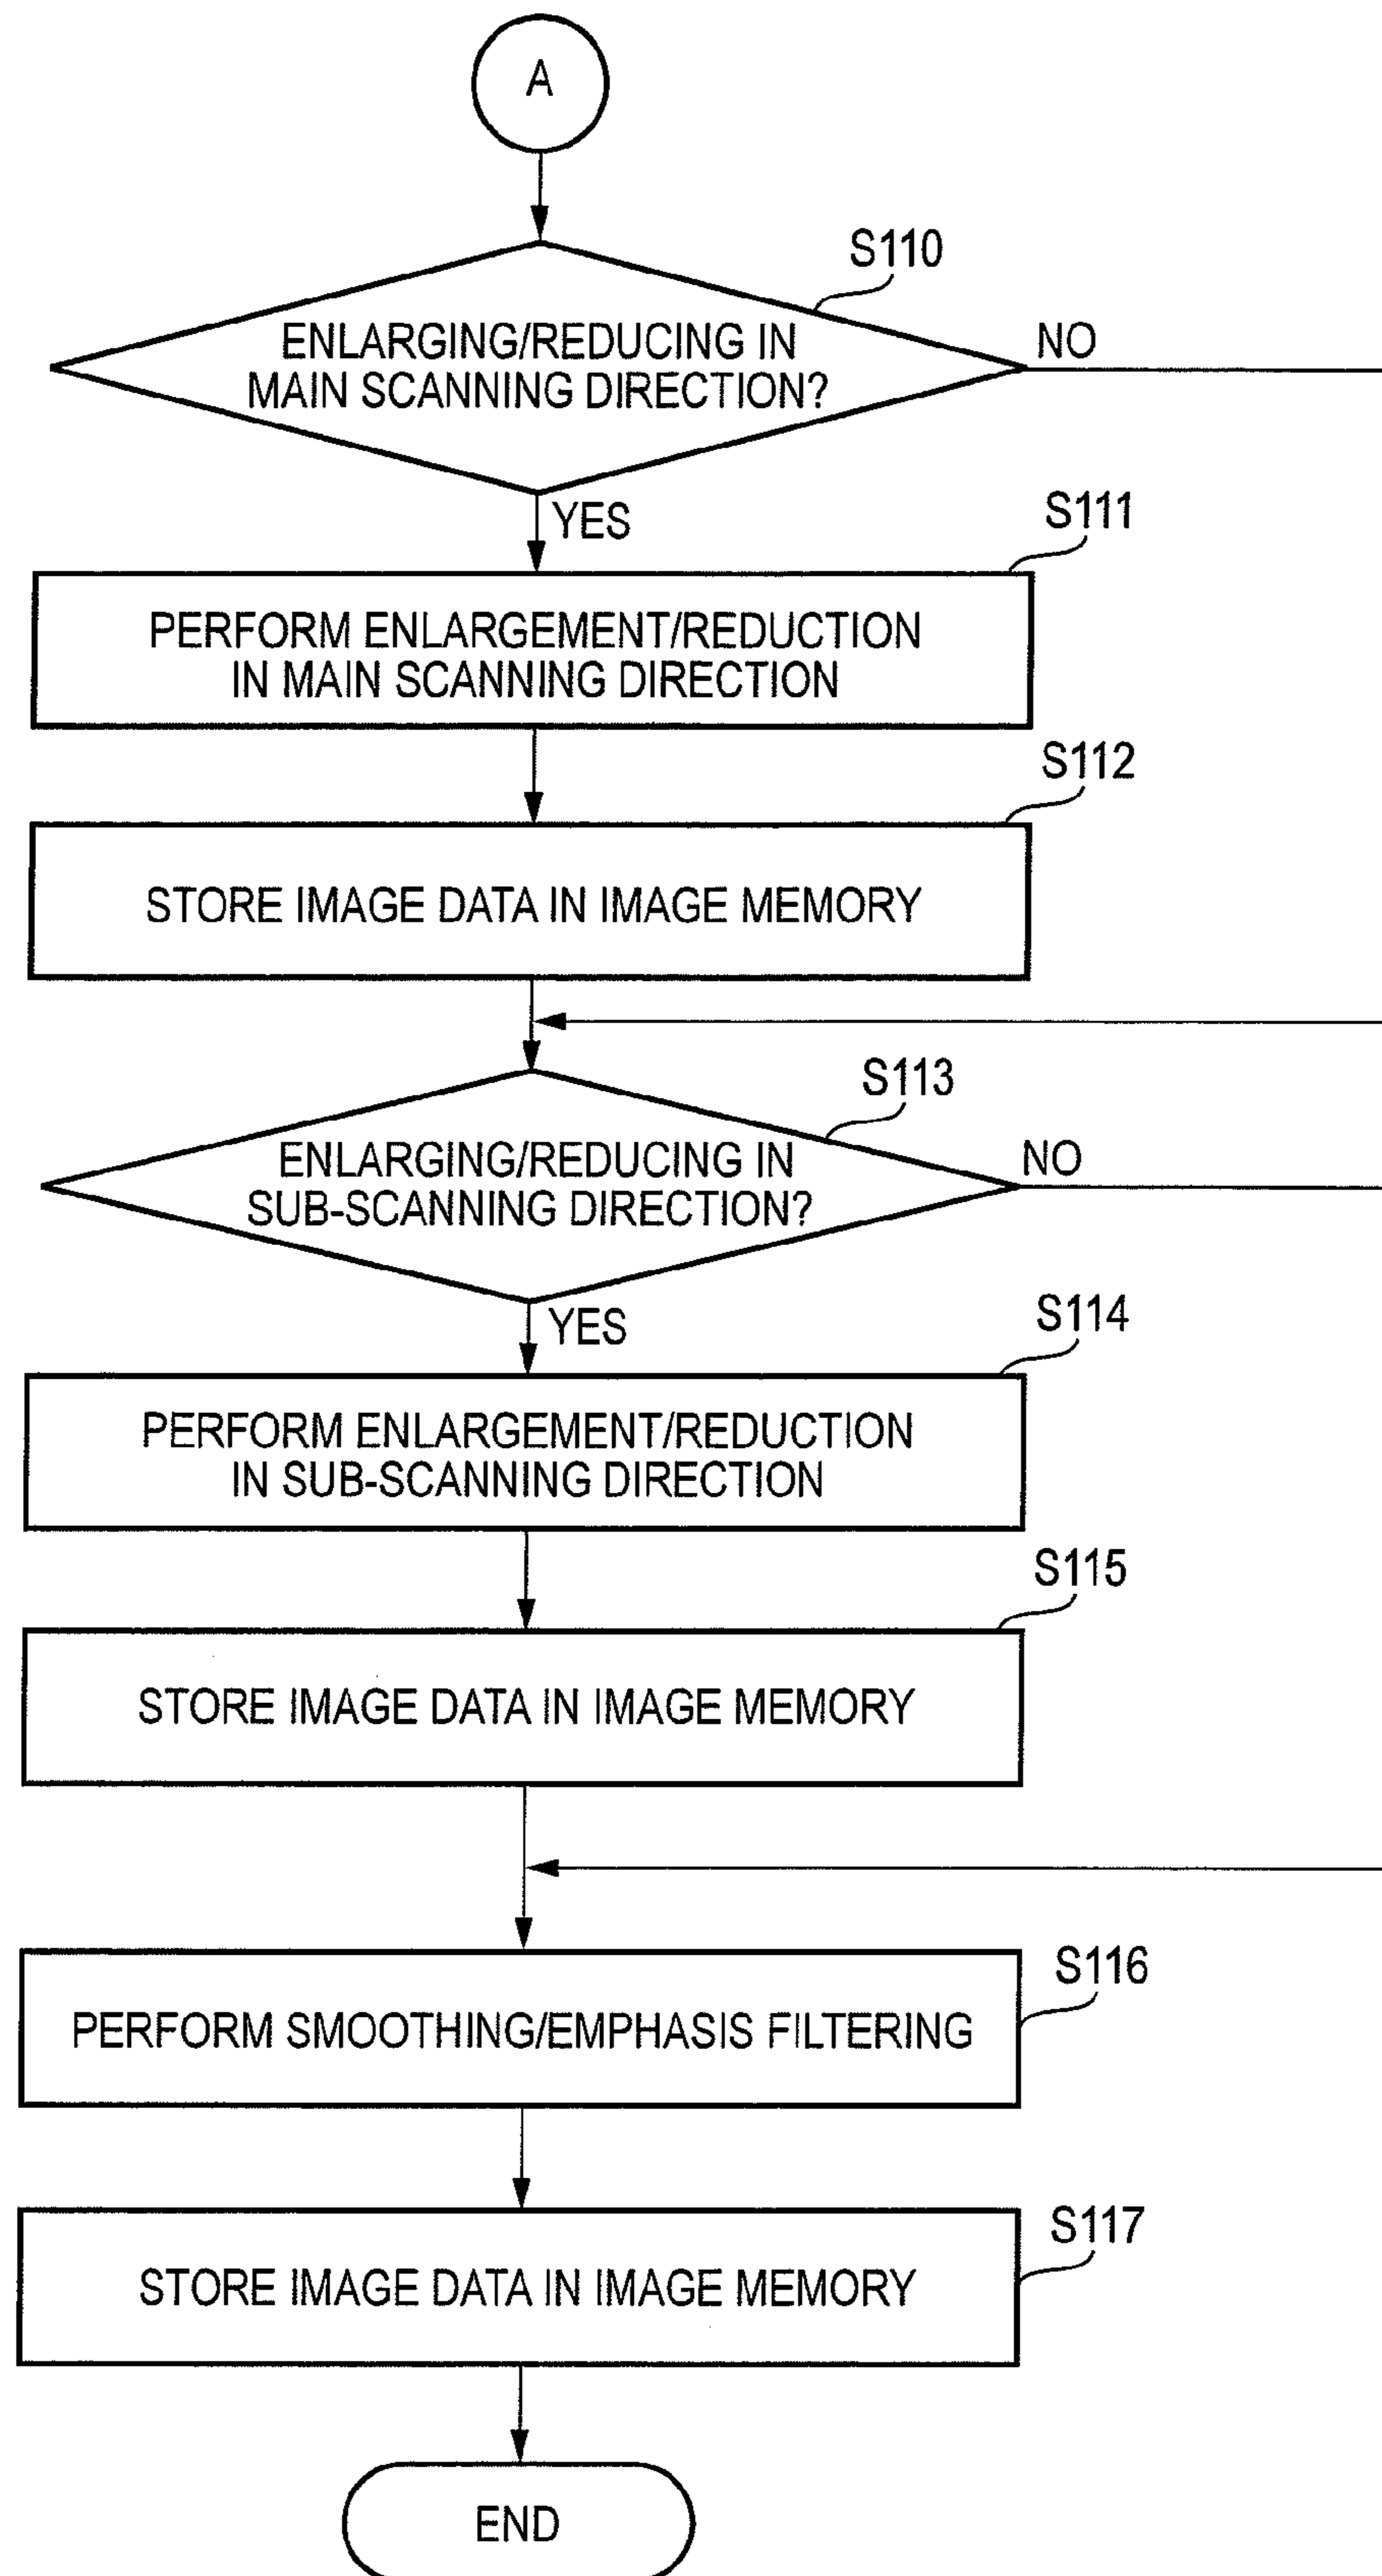 A
S110
ENLARGING/REDUCING IN
MAIN SCANNING DIRECTION?
NO
YES
S111
PERFORM ENLARGEMENT/REDUCTION
IN MAIN SCANNING DIRECTION
S112
STORE IMAGE DATA IN IMAGE MEMORY
S113
ENLARGING/REDUCING IN
SUB-SCANNING DIRECTION?
NO
YES
S114
PERFORM ENLARGEMENT/REDUCTION
IN SUB-SCANNING DIRECTION
S115
STORE IMAGE DATA IN IMAGE MEMORY
S116
PERFORM SMOOTHING/EMPHASIS FILTERING
S117
STORE IMAGE DATA IN IMAGE MEMORY
END